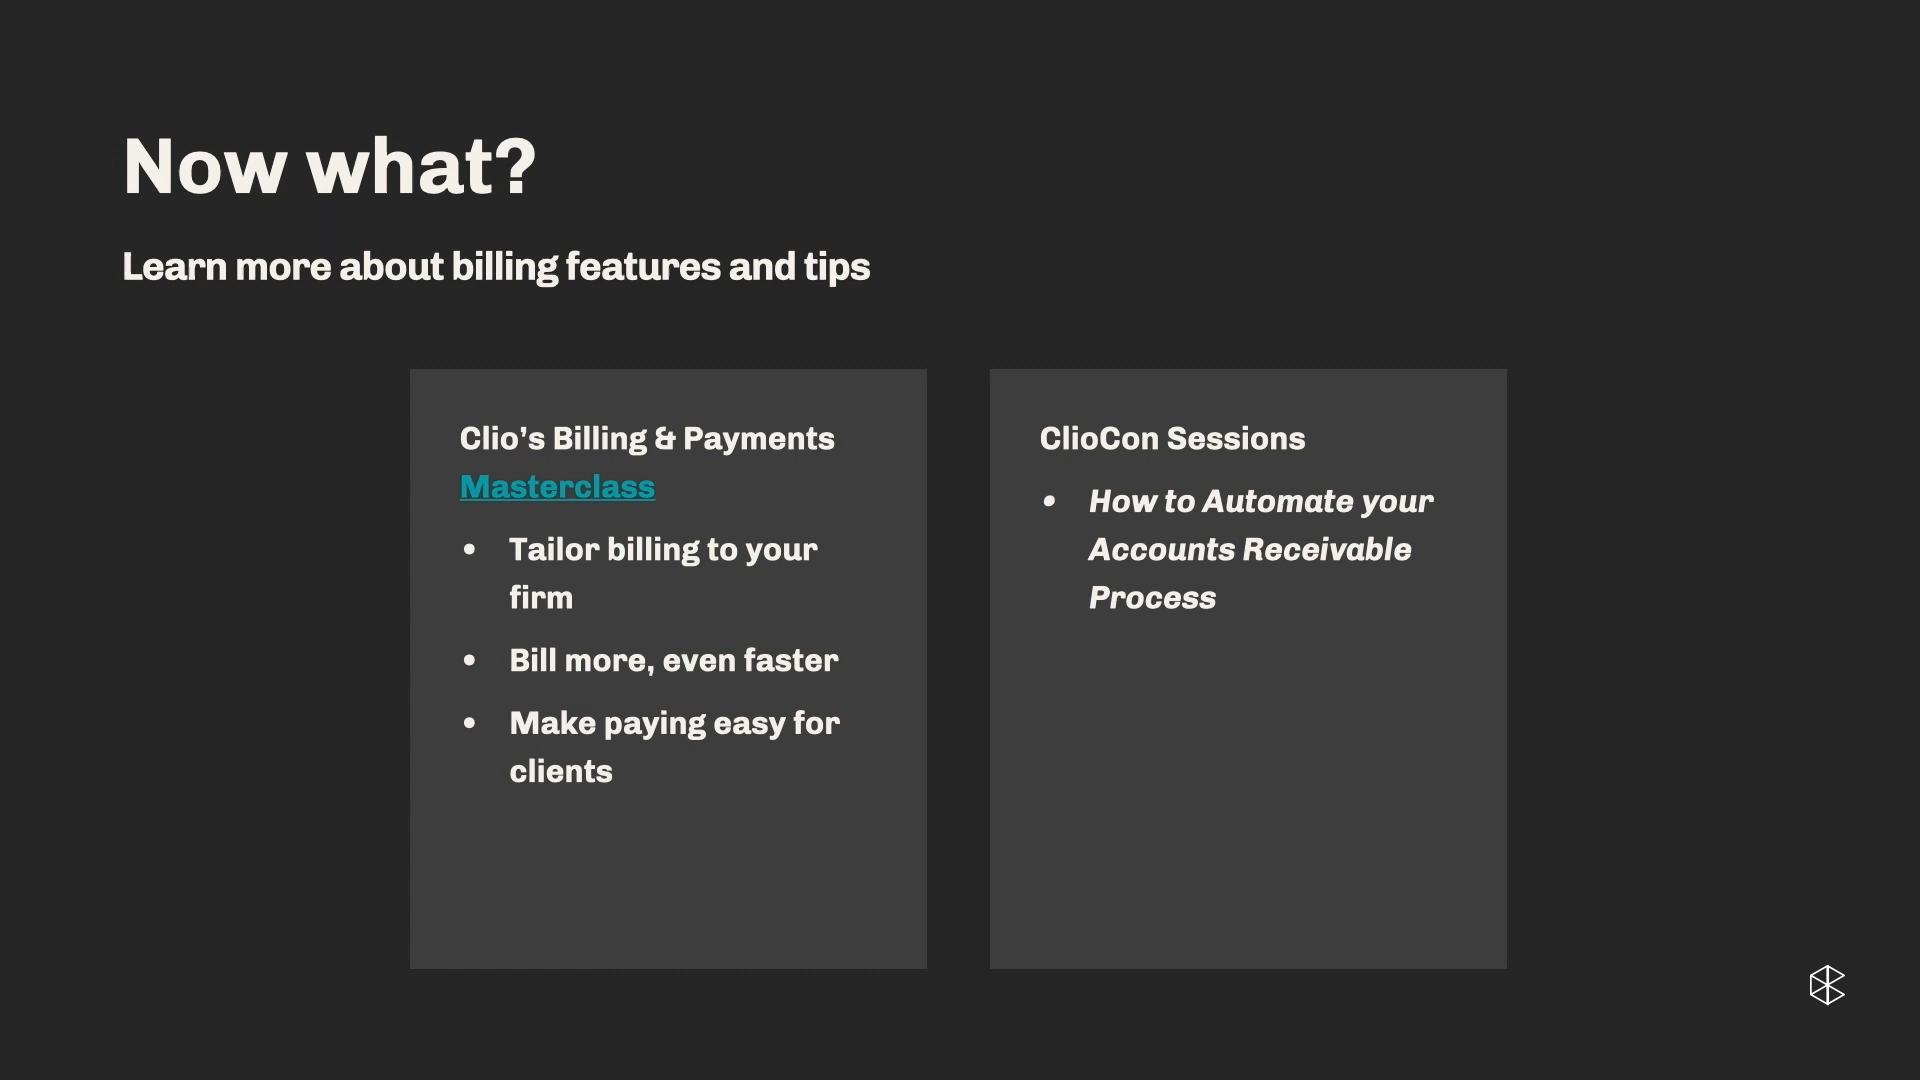 Now what?
Learn more about billing features and tips
Clio’s Billing & Payments
Masterclass
• Tailor billing to your
firm
• Bill more, even faster
• Make paying easy for
clients
ClioCon Sessions
• How to Automate your
Accounts Receivable
Process